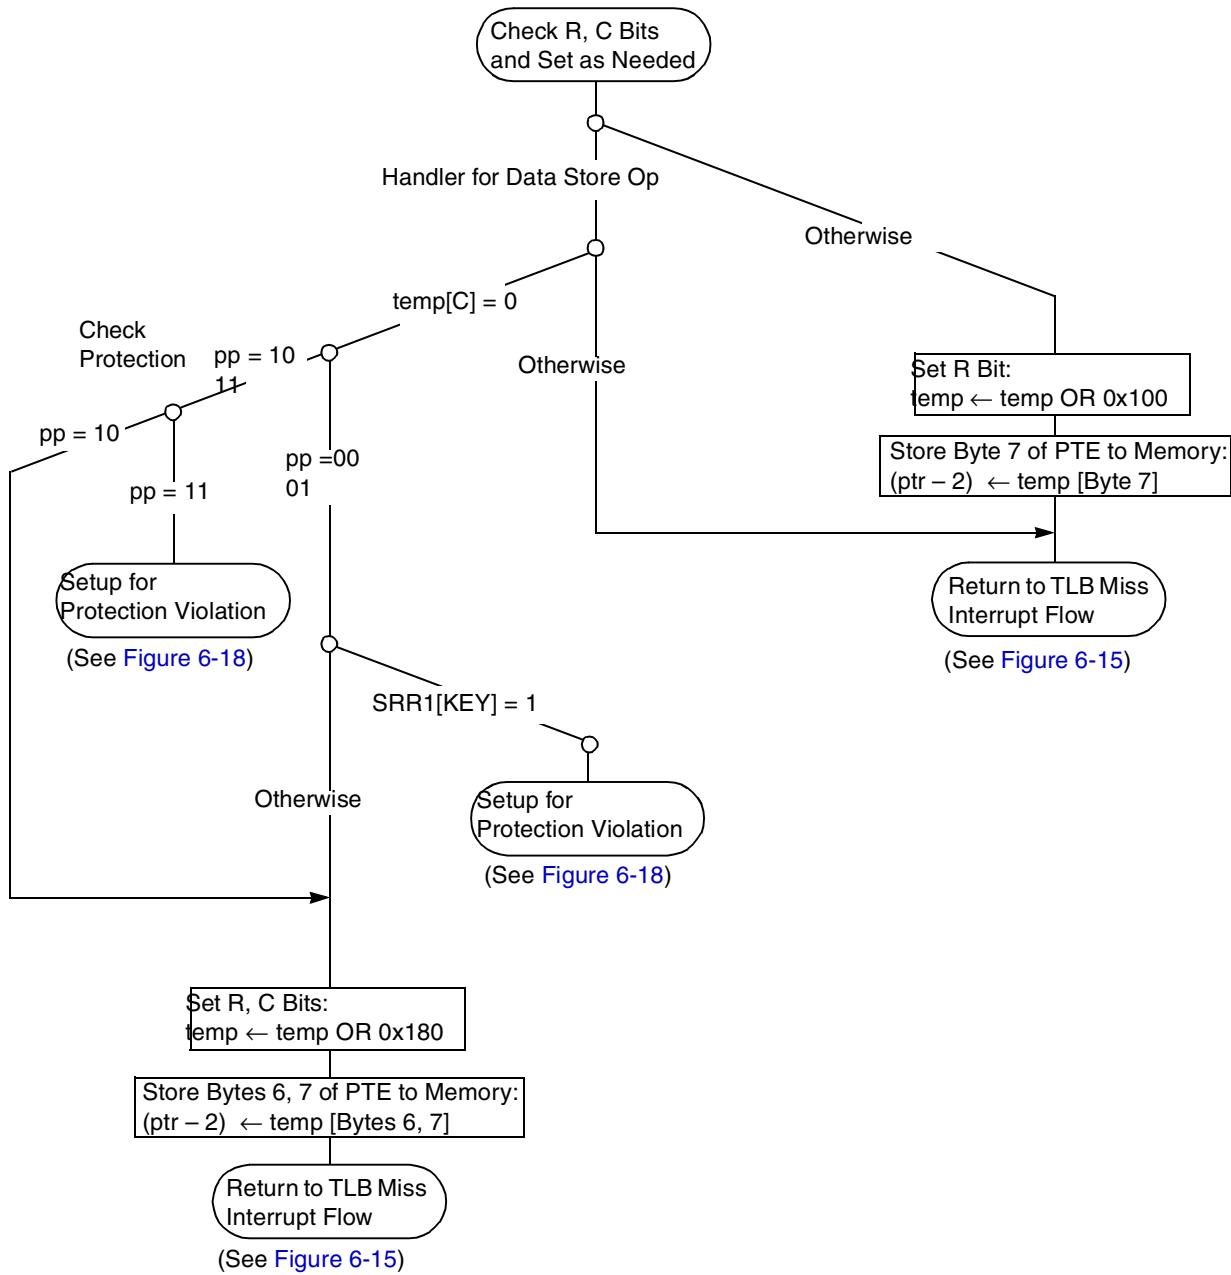 Check R, C Bits
and Set as Needed
Handler for Data Store Op
Otherwise
temp[C] = 0
Check
Protection
pp = 10
11
Otherwise
Set R Bit:
temp ← temp OR 0x100
pp = 10
Store Byte 7 of PTE to Memory:
(ptr – 2) ← temp [Byte 7]
pp =00
01
pp = 11
Setup for
Protection Violation
(See Figure 6-18)
Return to TLB Miss
Interrupt Flow
(See Figure 6-15)
SRR1[KEY] = 1
Otherwise
Setup for
Protection Violation
(See Figure 6-18)
Set R, C Bits:
temp ← temp OR 0x180
Store Bytes 6, 7 of PTE to Memory:
(ptr – 2) ← temp [Bytes 6, 7]
Return to TLB Miss
Interrupt Flow
(See Figure 6-15)